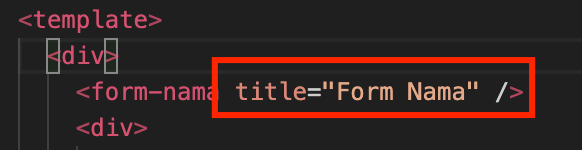 <template>
<div>
<form-nama title="Form Nama" />
<div>